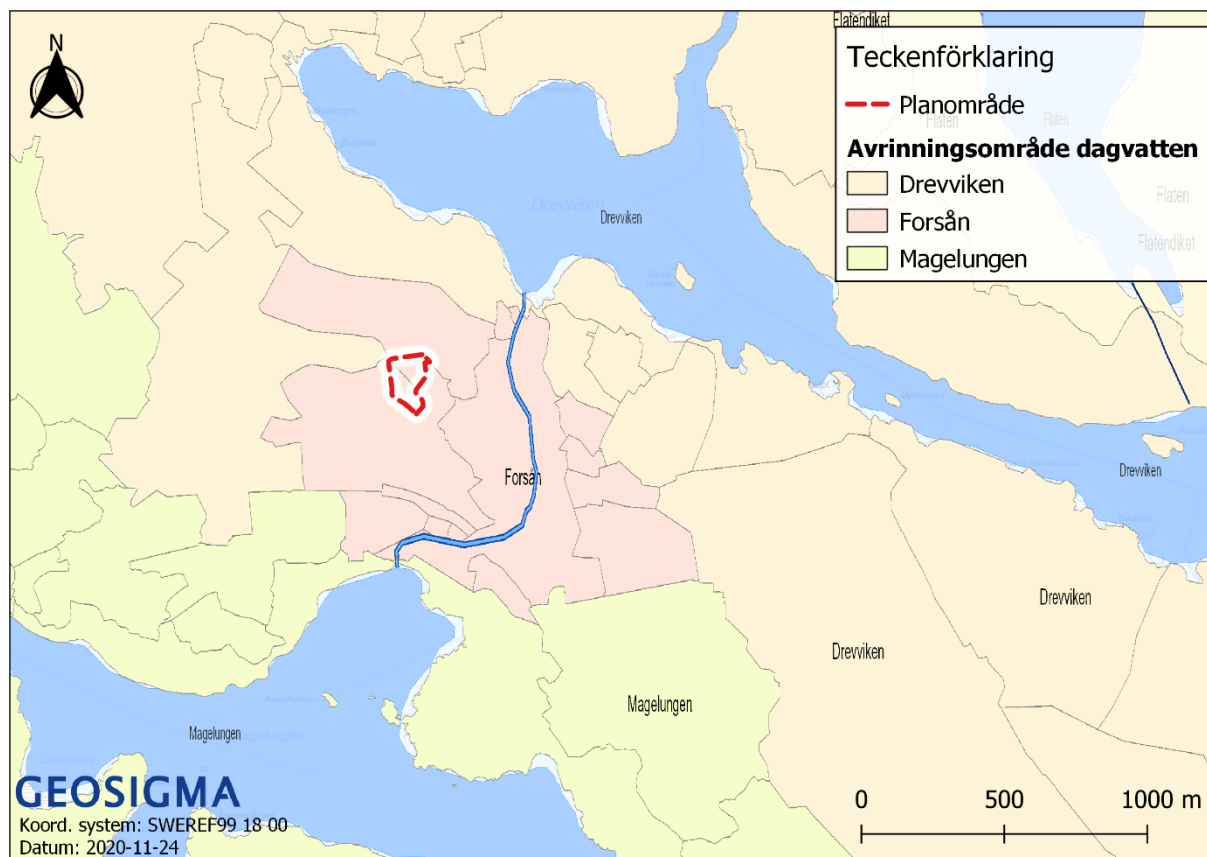 N
Flatendiket
Teckenförklaring
Planområde
Avrinningsområde dagvatten
Drevviken
Forsån
Magelungen
Flaten
Flaten
Flaten
Flatendiket
Drevviken
Drevviken
Forsån
Drevviken
Drevviken
Drevviken
Magelungen
Magelungen
GEOSIGMA
Koord. system: SWEREF99 18 00
Datum: 2020-11-24
0 500 1000 m